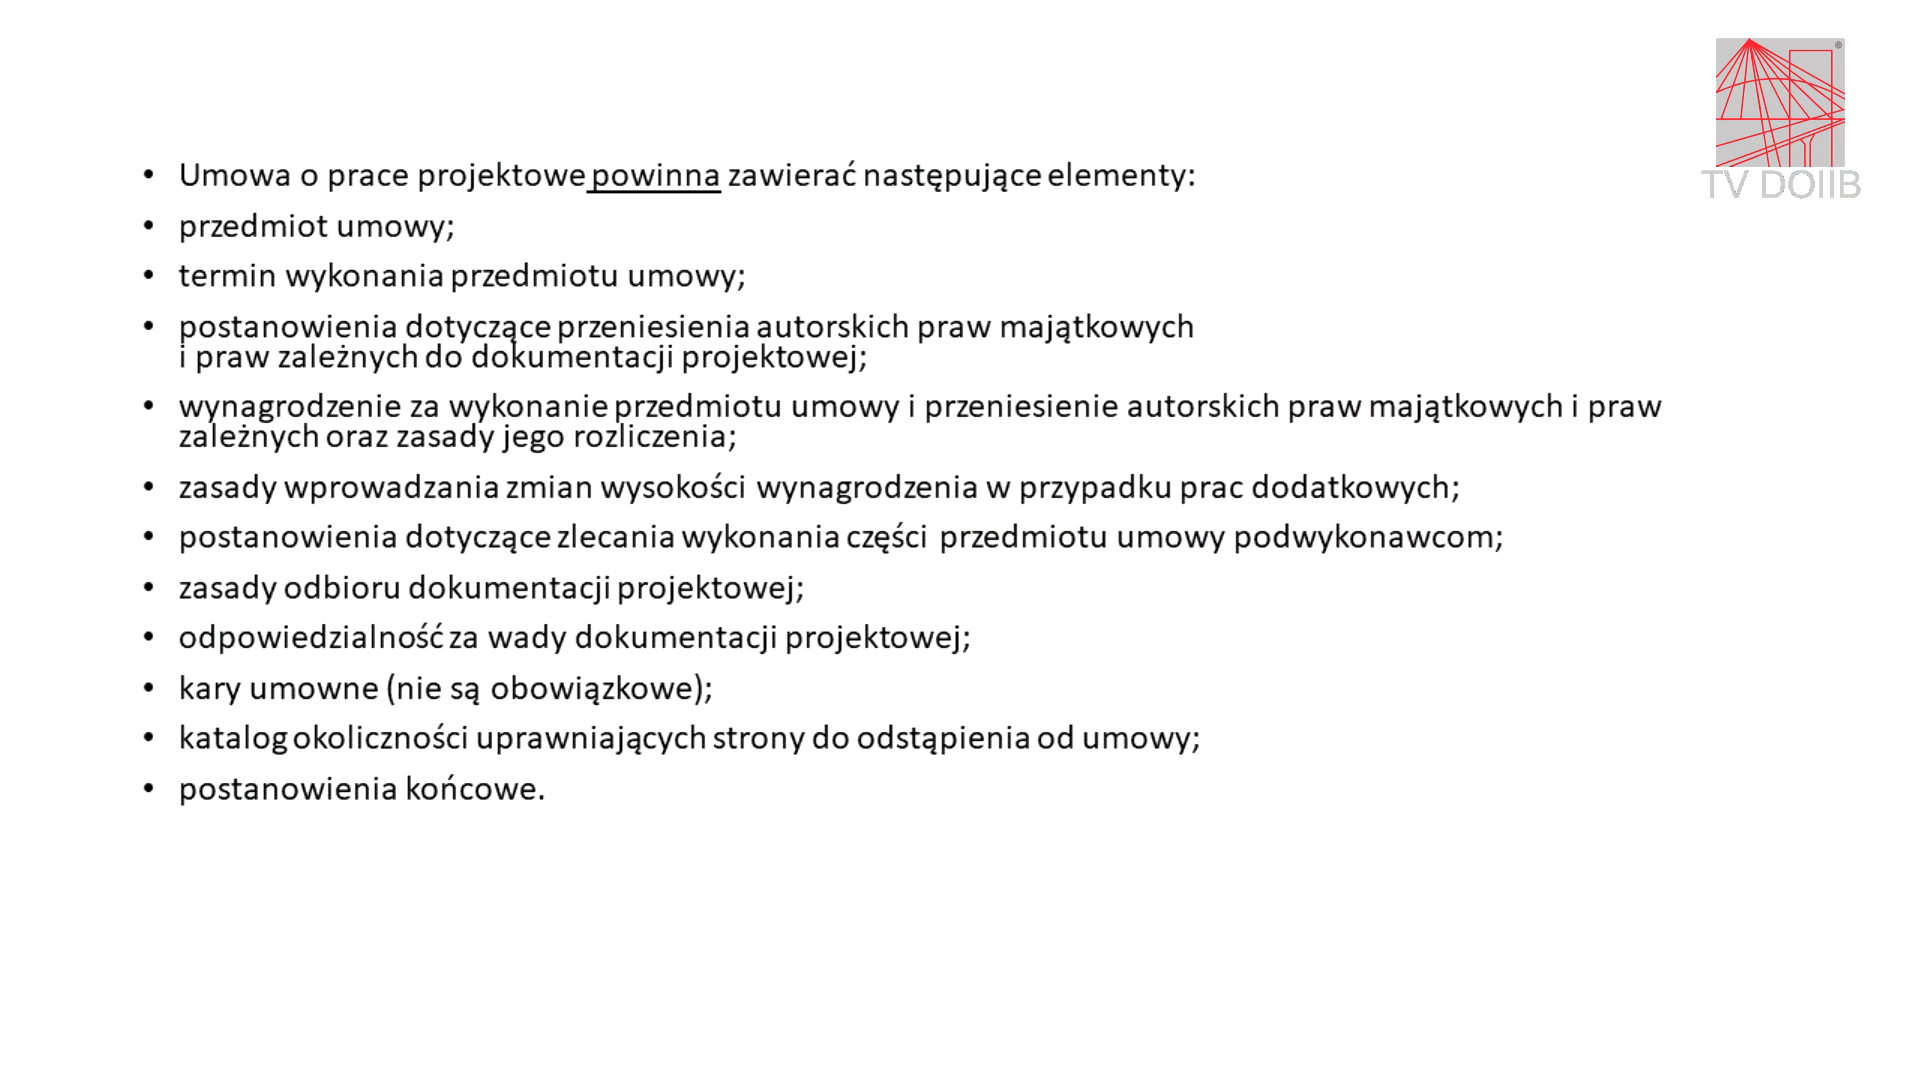 TV DOIIB
• Umowa o prace projektowe powinna zawierać następujące elementy:
• przedmiot umowy;
• termin wykonania przedmiotu umowy;
• postanowienia dotyczące przeniesienia autorskich praw majątkowych
i praw zależnych do dokumentacji projektowej;
• wynagrodzenie za wykonanie przedmiotu umowy i przeniesienie autorskich praw majątkowych i praw
zależnych oraz zasady jego rozliczenia;
• zasady wprowadzania zmian wysokości wynagrodzenia w przypadku prac dodatkowych;
• postanowienia dotyczące zlecania wykonania części przedmiotu umowy podwykonawcom;
• zasady odbioru dokumentacji projektowej;
• odpowiedzialność za wady dokumentacji projektowej;
• kary umowne (nie są obowiązkowe);
• katalog okoliczności uprawniających strony do odstąpienia od umowy;
• postanowienia końcowe.